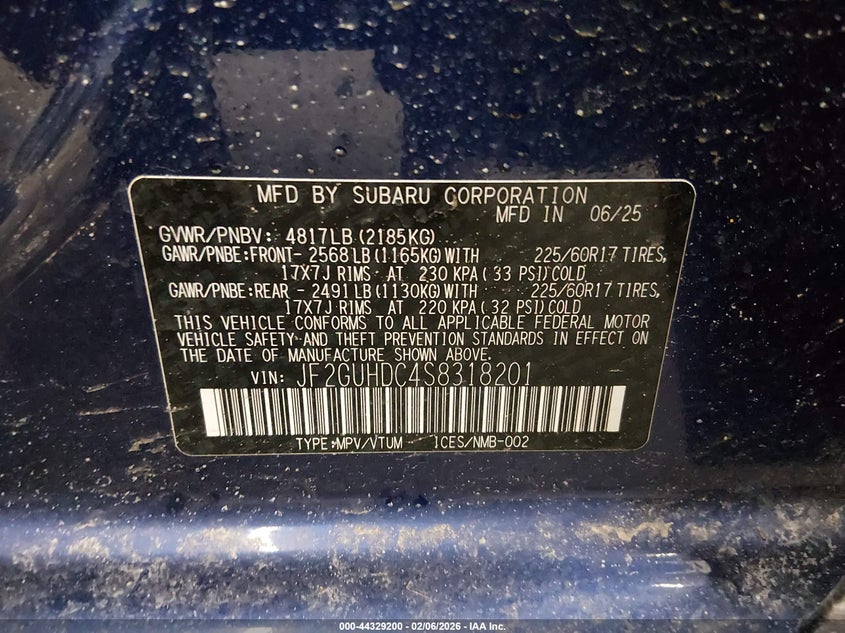 MFD BY SUBARU CORPORATION
MFD IN 06/25
GVWR/PNBV: 4817LB (2185KG)
GAWR/PNBE:FRONT- 2568LB (1165KG) WITH 225/60R17 TIRES,
17X7J RIMS AT 230 KPA ( 33 PSI) COLD
GAWR/PNBE:REAR - 2491LB (1130KG) WITH 225/60R17 TIRES,
17X7J RIMS AT 220 KPA ( 32 PSI) COLD
THIS VEHICLE CONFORMS TO ALL APPLICABLE FEDERAL MOTOR
VEHICLE SAFETY AND THEFT PREVENTION STANDARDS IN EFFECT ON
THE DATE OF MANUFACTURE SHOWN ABOVE.
VIN: JF2GUHDC4S8318201
TYPE:MPV/VTUM ICES/NMB-002
000-44329200 - 02/06/2026 - IAA Inc.